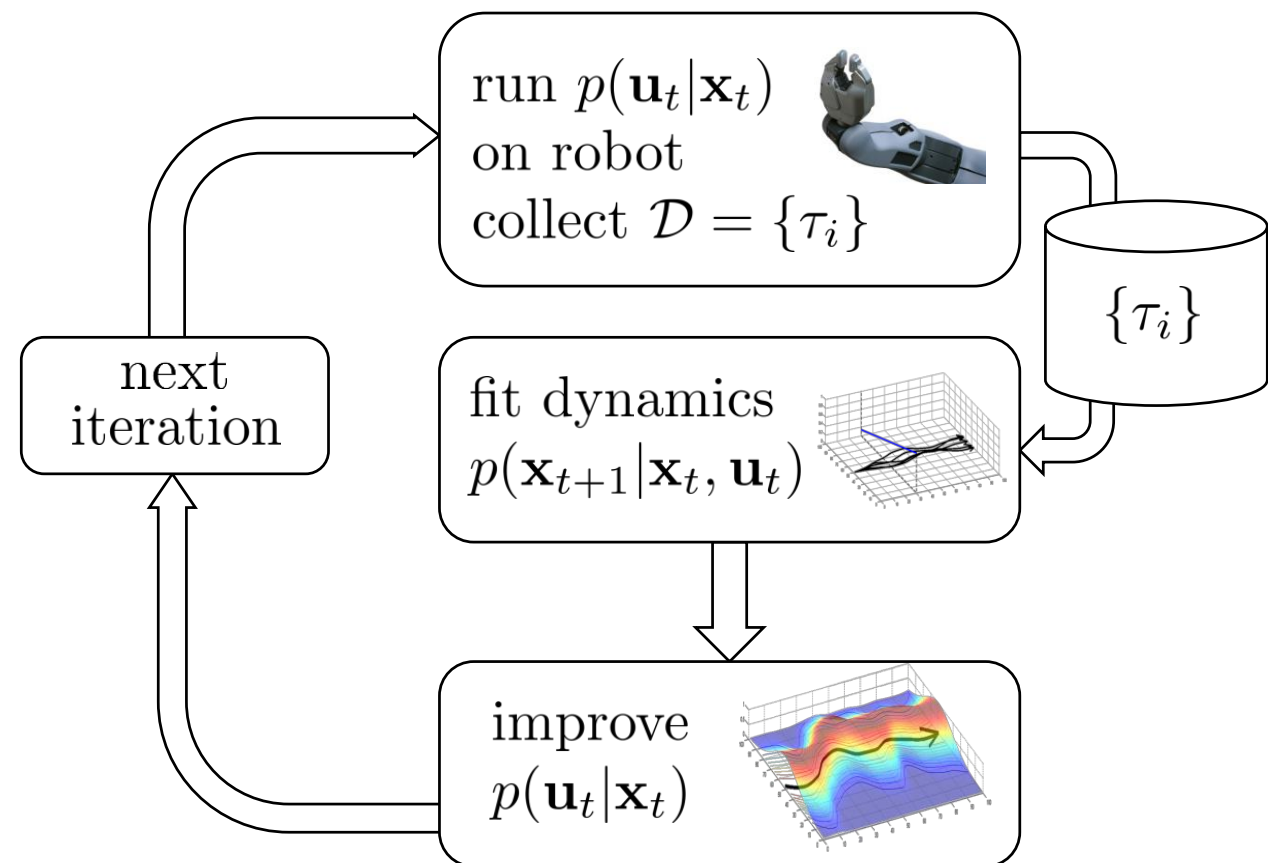 run p(u_t|x_t)
on robot
collect 𝒟 = {τ_i}
{τ_i}
next
iteration
fit dynamics
p(x_{t+1}|x_t, u_t)
improve
p(u_t|x_t)